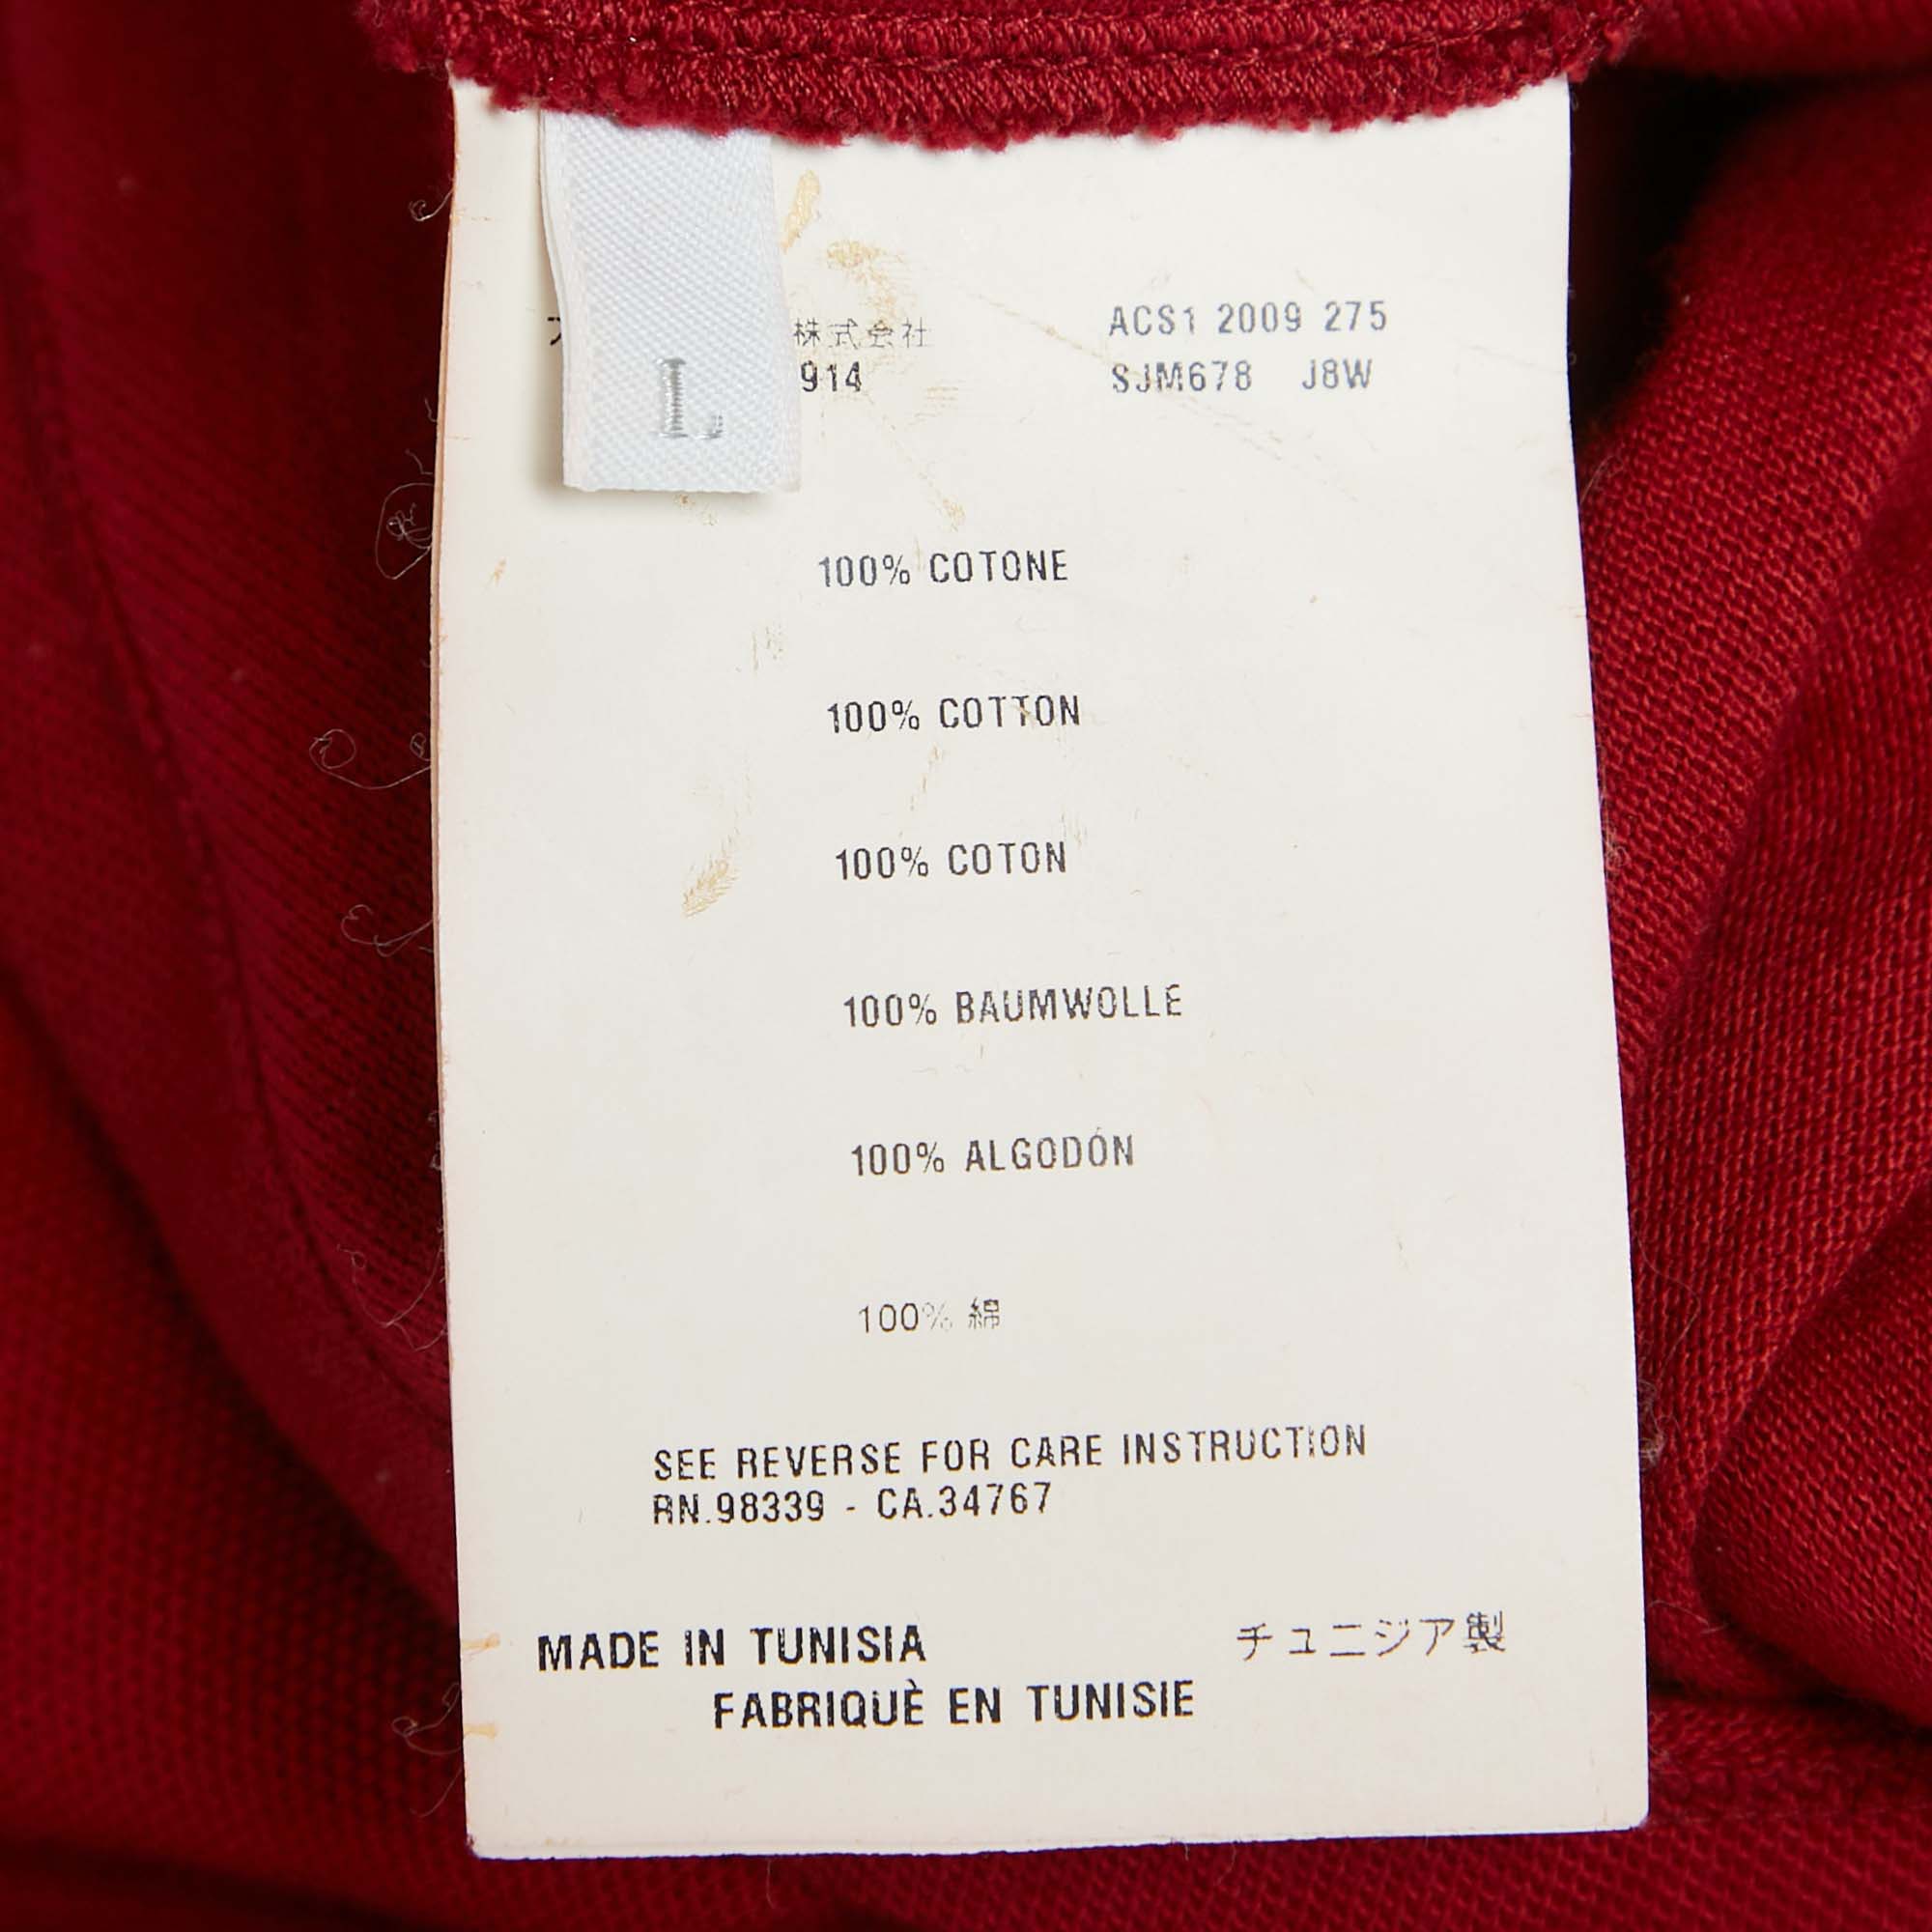 株式会社
914
L
ACS1 2009 275
SJM678 J8W
100% COTONE
100% COTTON
100% COTON
100% BAUMWOLLE
100% ALGODÓN
100% 綿
SEE REVERSE FOR CARE INSTRUCTION
RN.98339 - CA.34767
MADE IN TUNISIA
チュニジア製
FABRIQUÈ EN TUNISIE